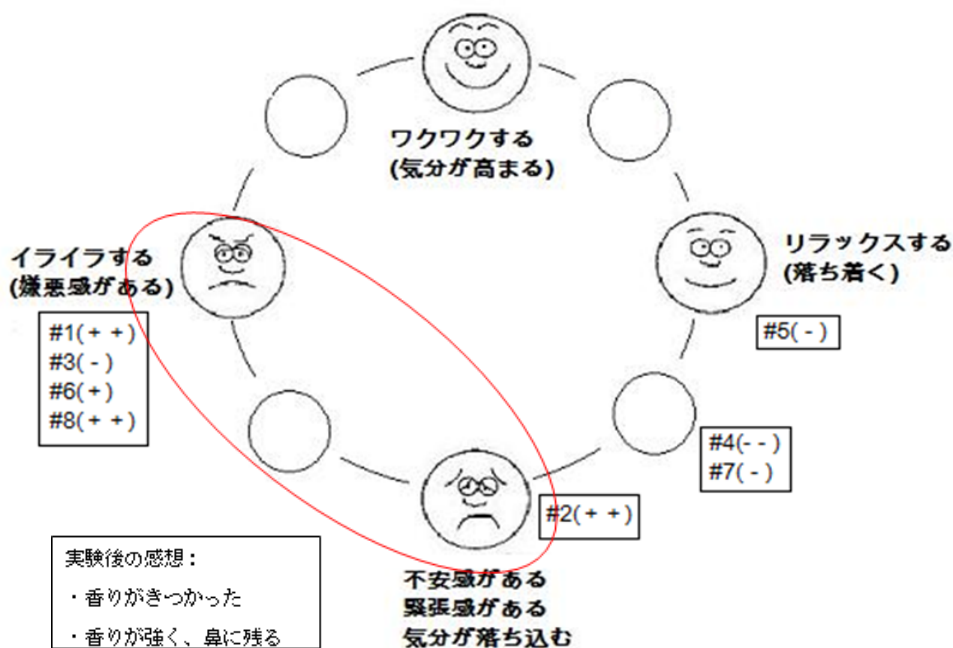 ワクワクする
(気分が高まる)
イライラする
(嫌悪感がある)
リラックスする
(落ち着く)
#1(++)
#3(-)
#6(+)
#8(++)
#5(-)
#4(--)
#7(-)
#2(++)
不安感がある
緊張感がある
気分が落ち込む
実験後の感想：
・香りがきつかった
・香りが強く、鼻に残る